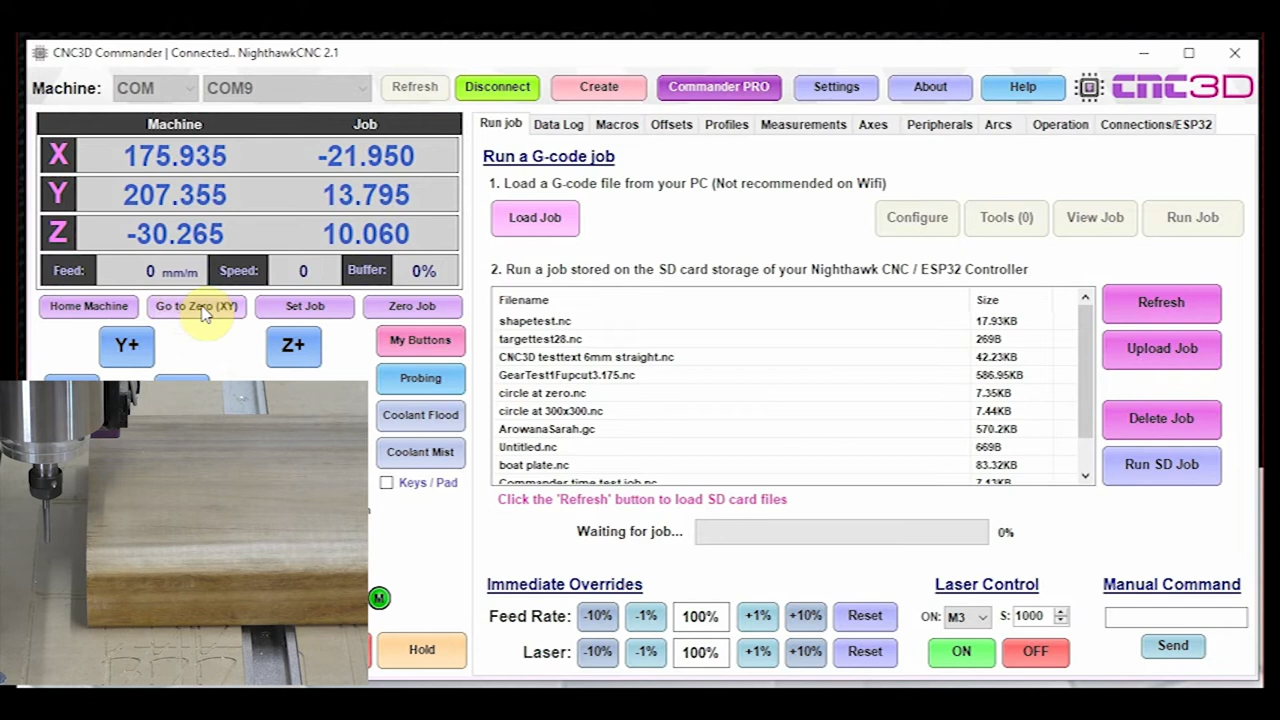 CNC3D Commander | Connected.. NighthawkCNC 2.1
Machine: COM COM9 Refresh Disconnect Create Commander PRO Settings About Help CNC3D
Machine Job
X 175.935 -21.950
Y 207.355 13.795
Z -30.265 10.060
Feed: 0 mm/m Speed: 0 Buffer: 0%
Home Machine Go to Zero (XY) Set Job Zero Job
Y+ Z+
My Buttons
Probing
Coolant Flood
Coolant Mist
Keys / Pad
M
Hold
Run job Data Log Macros Offsets Profiles Measurements Axes Peripherals Arcs Operation Connections/ESP32
Run a G-code job
1. Load a G-code file from your PC (Not recommended on Wifi)
Load Job Configure Tools (0) View Job Run Job
2. Run a job stored on the SD card storage of your Nighthawk CNC / ESP32 Controller
Filename Size
shapetest.nc 17.93KB
targettest28.nc 269B
CNC3D testtext 6mm straight.nc 42.23KB
GearTest1Fupcut3.175.nc 586.95KB
circle at zero.nc 7.35KB
circle at 300x300.nc 7.44KB
ArowanaSarah.gc 570.2KB
Untitled.nc 669B
boat plate.nc 83.32KB
Commander time test job.nc 7.13KB
Refresh
Upload Job
Delete Job
Run SD Job
Click the 'Refresh' button to load SD card files
Waiting for job... 0%
Immediate Overrides Laser Control Manual Command
Feed Rate: -10% -1% 100% +1% +10% Reset ON: M3 S: 1000
Laser: -10% -1% 100% +1% +10% Reset ON OFF Send